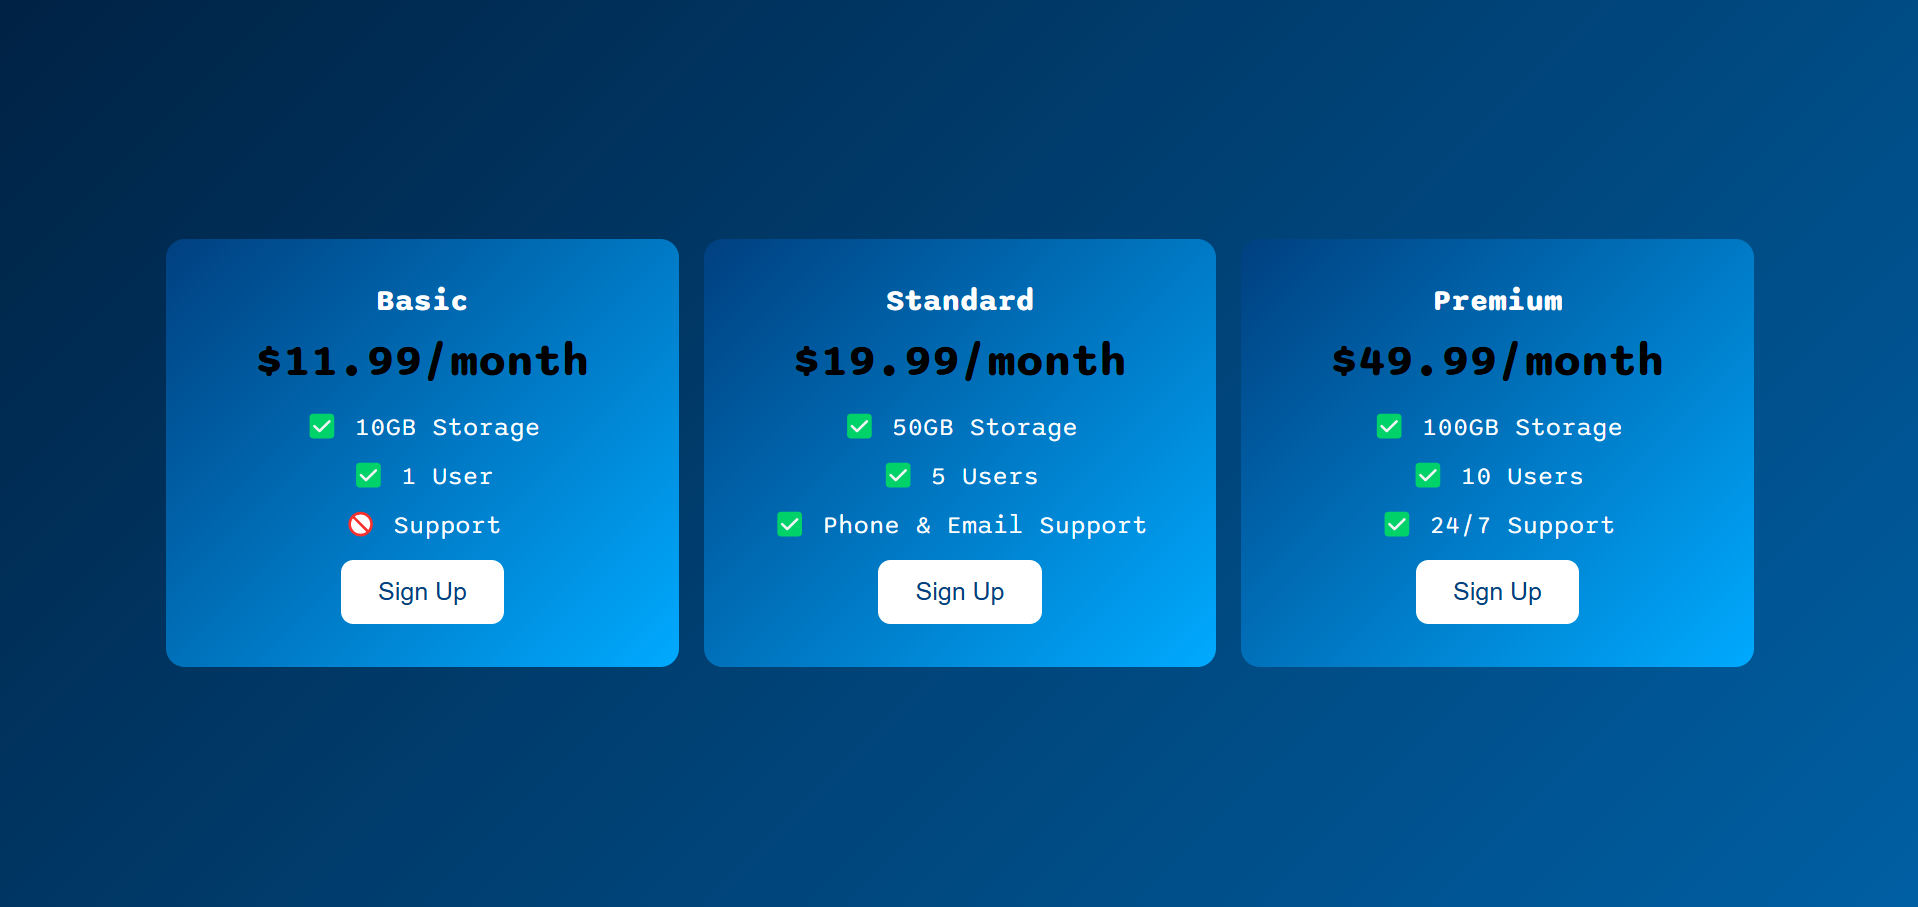 Basic
$11.99/month
✅ 10GB Storage
✅ 1 User
🚫 Support
Sign Up
Standard
$19.99/month
✅ 50GB Storage
✅ 5 Users
✅ Phone & Email Support
Sign Up
Premium
$49.99/month
✅ 100GB Storage
✅ 10 Users
✅ 24/7 Support
Sign Up